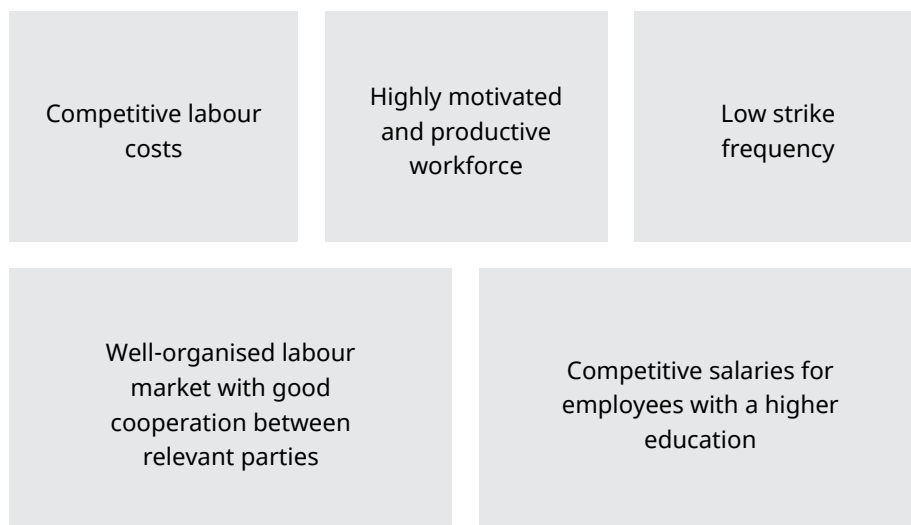 Competitive labour
costs
Highly motivated
and productive
workforce
Low strike
frequency
Well-organised labour
market with good
cooperation between
relevant parties
Competitive salaries for
employees with a higher
education